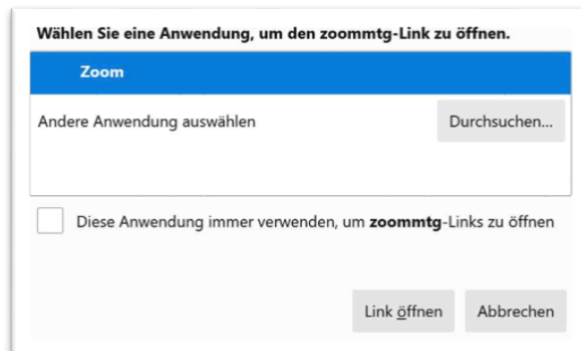 Wählen Sie eine Anwendung, um den zoommtg-Link zu öffnen.
Zoom
Andere Anwendung auswählen
Durchsuchen...
Diese Anwendung immer verwenden, um zoommtg-Links zu öffnen
Link öffnen
Abbrechen